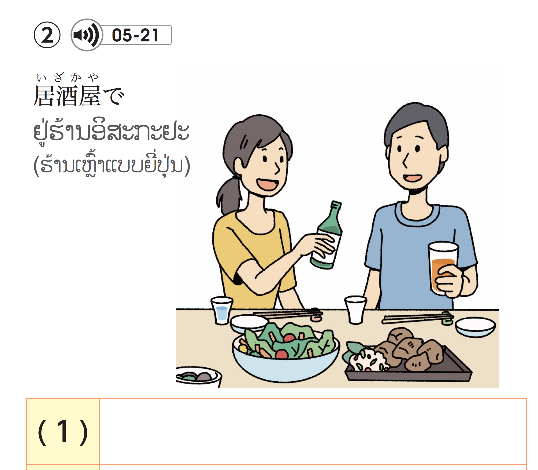 ② 05-21
いざかや
居酒屋で
ຢູ່ຮ້ານອິສະກະຢະ
(ຮ້ານເຫຼົ້າແບບຍີ່ປຸ່ນ)
(1)